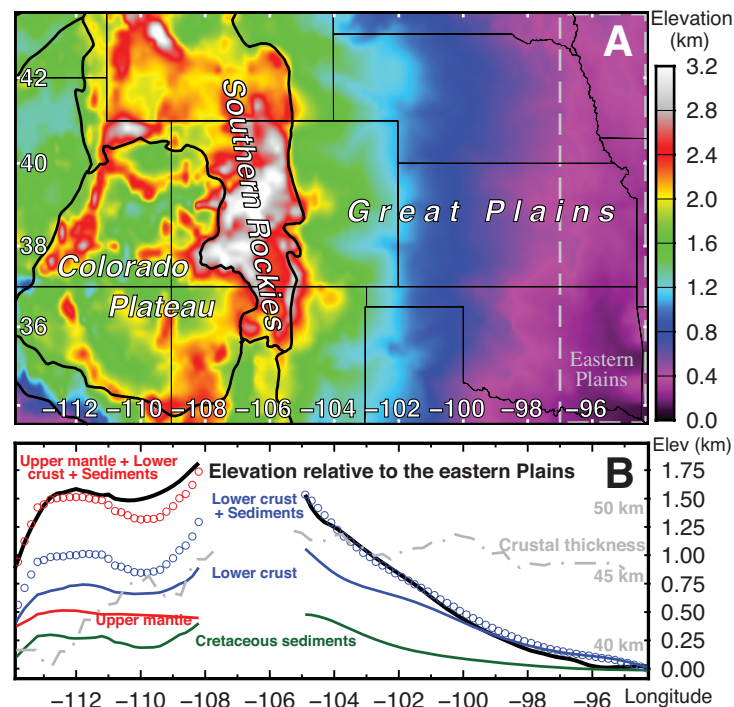 Elevation
(km)
A
3.2
2.8
2.4
2.0
1.6
1.2
0.8
0.4
0.0
42
40
38
36
Southern Rockies
Great Plains
Colorado
Plateau
Eastern
Plains
−112 −110 −108 −106 −104 −102 −100 −98 −96
Elev (km)
B
Elevation relative to the eastern Plains
Upper mantle + Lower
crust + Sediments
Lower crust
+ Sediments
Lower crust
Upper mantle
Cretaceous sediments
50 km
Crustal thickness
45 km
40 km
1.75
1.50
1.25
1.00
0.75
0.50
0.25
0.00
−112 −110 −108 −106 −104 −102 −100 −98 −96 Longitude